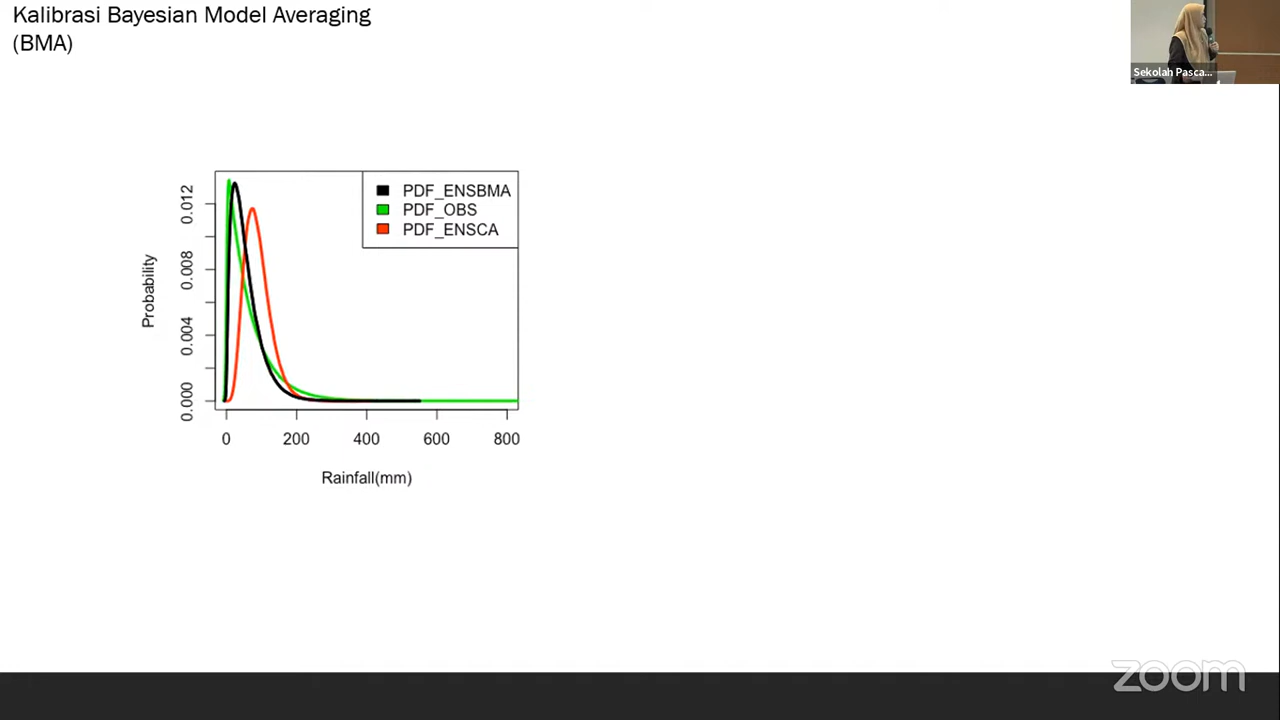 Kalibrasi Bayesian Model Averaging
(BMA)
Sekolah Pasca...
PDF_ENSBMA
PDF_OBS
PDF_ENSCA
Probability
0.012
0.008
0.004
0.000
0 200 400 600 800
Rainfall(mm)
zoom